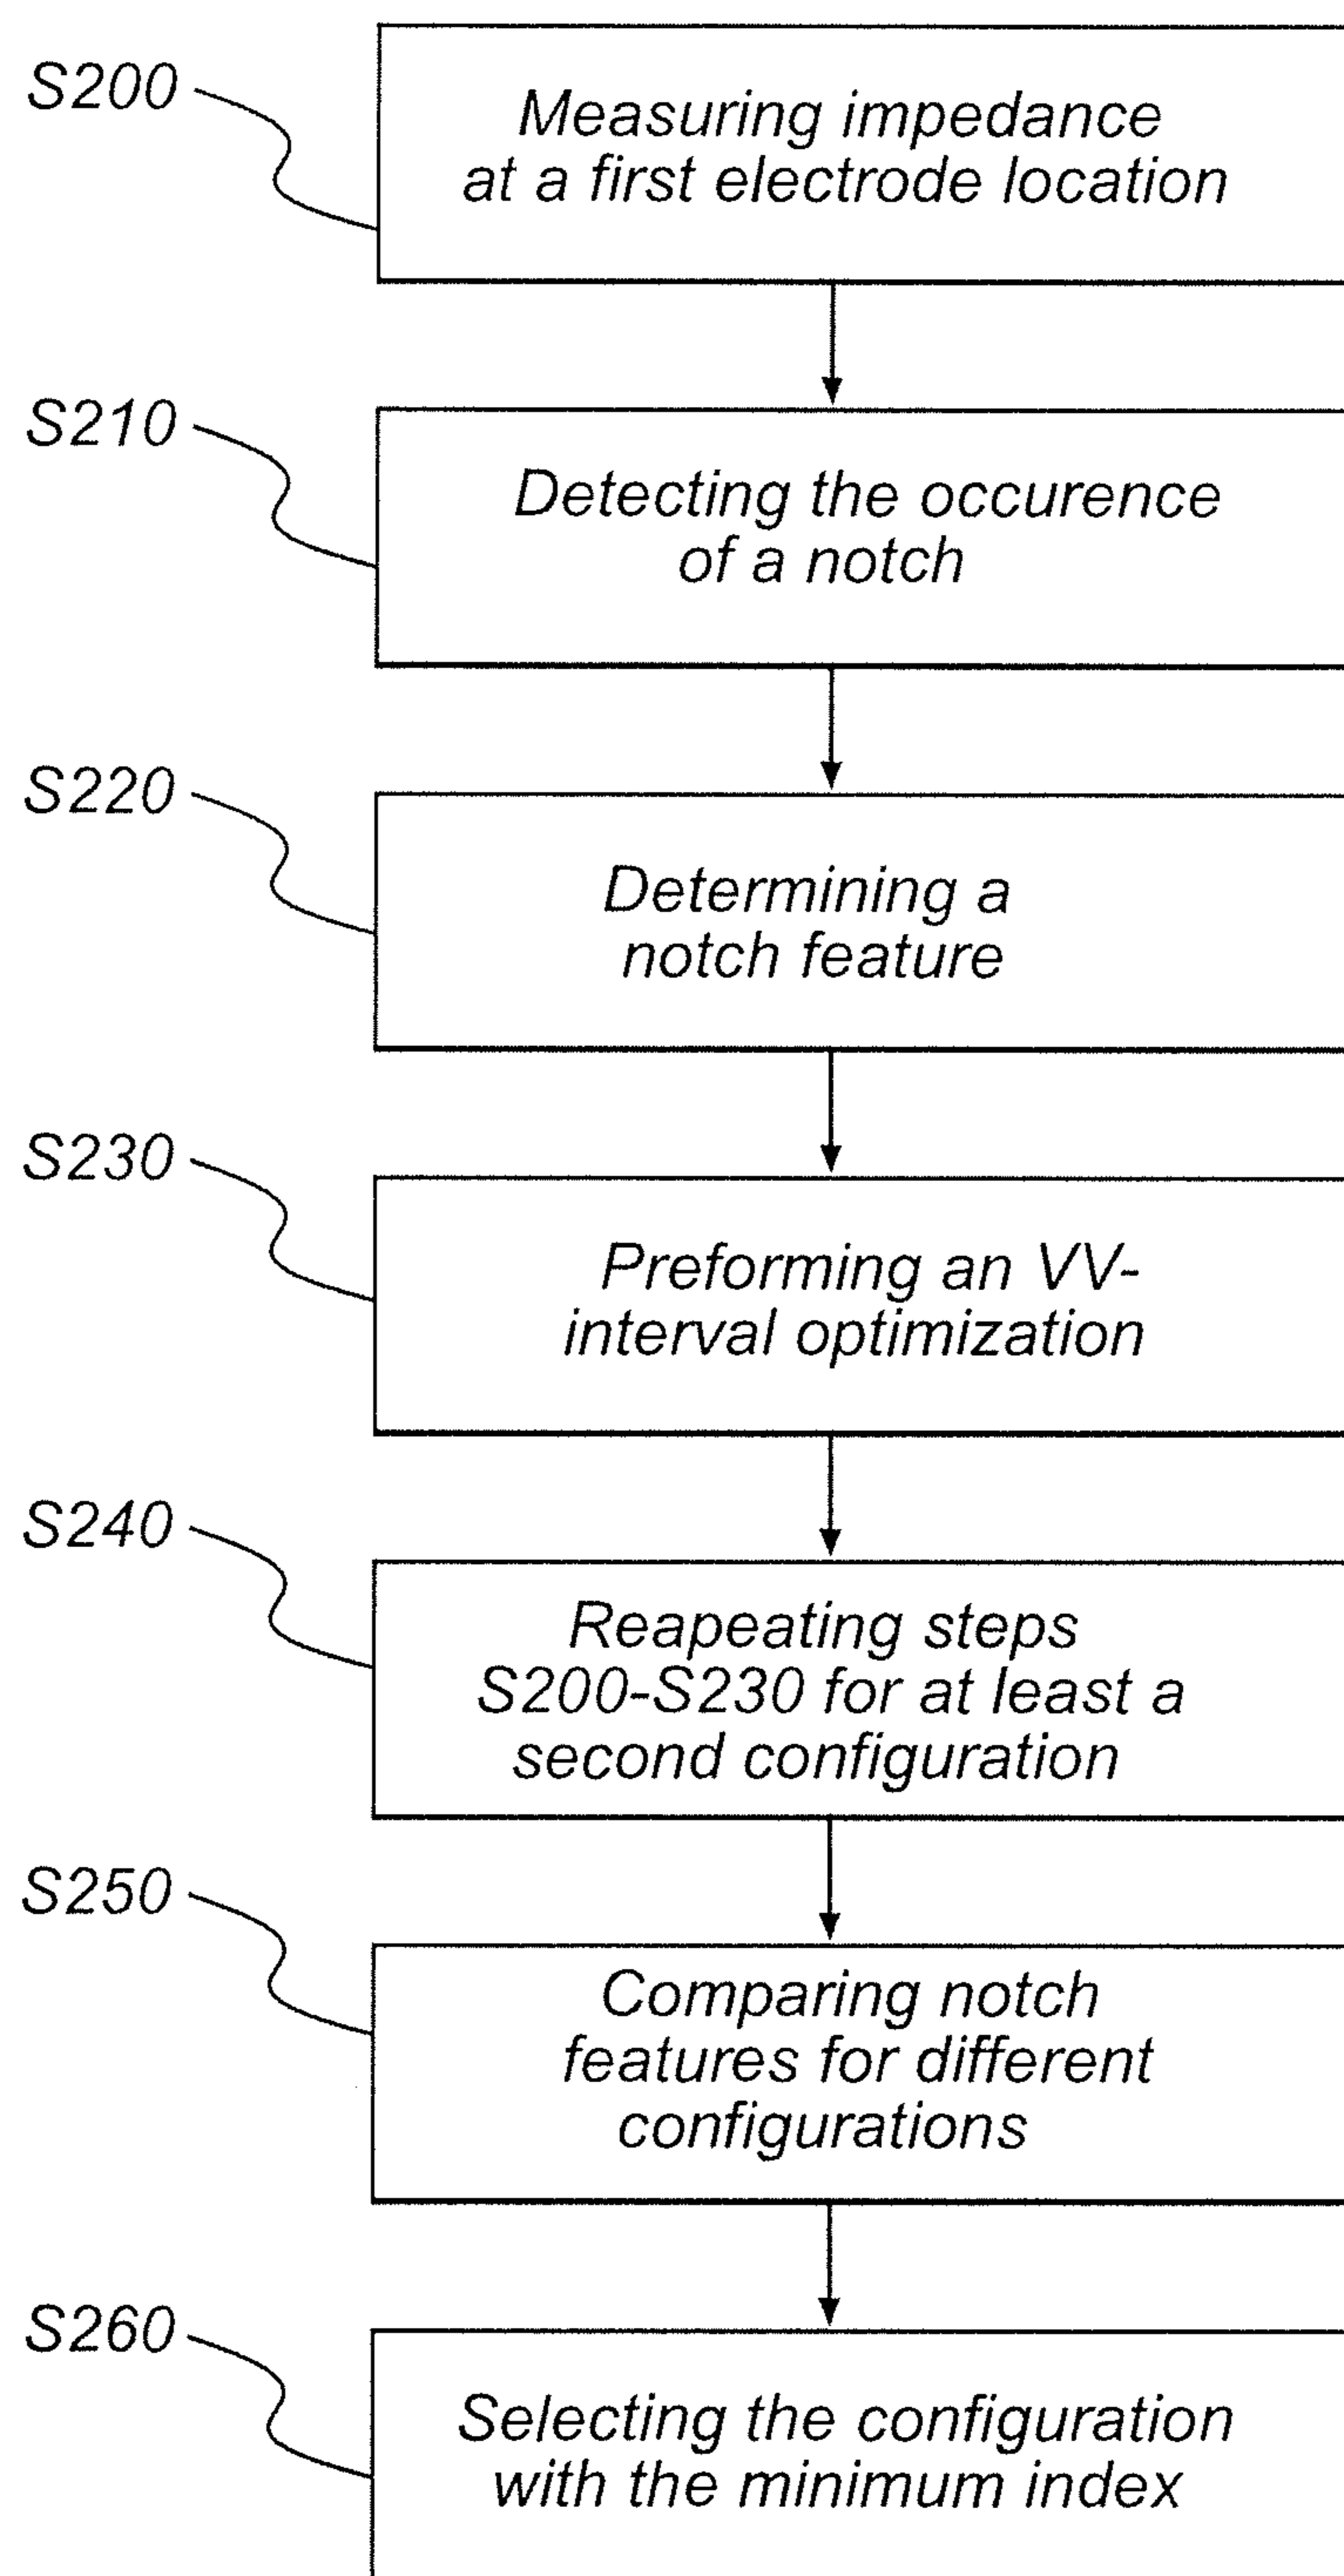 S200
Measuring impedance
at a first electrode location
S210
Detecting the occurence
of a notch
S220
Determining a
notch feature
S230
Preforming an VV-
interval optimization
S240
Reapeating steps
S200-S230 for at least a
second configuration
S250
Comparing notch
features for different
configurations
S260
Selecting the configuration
with the minimum index